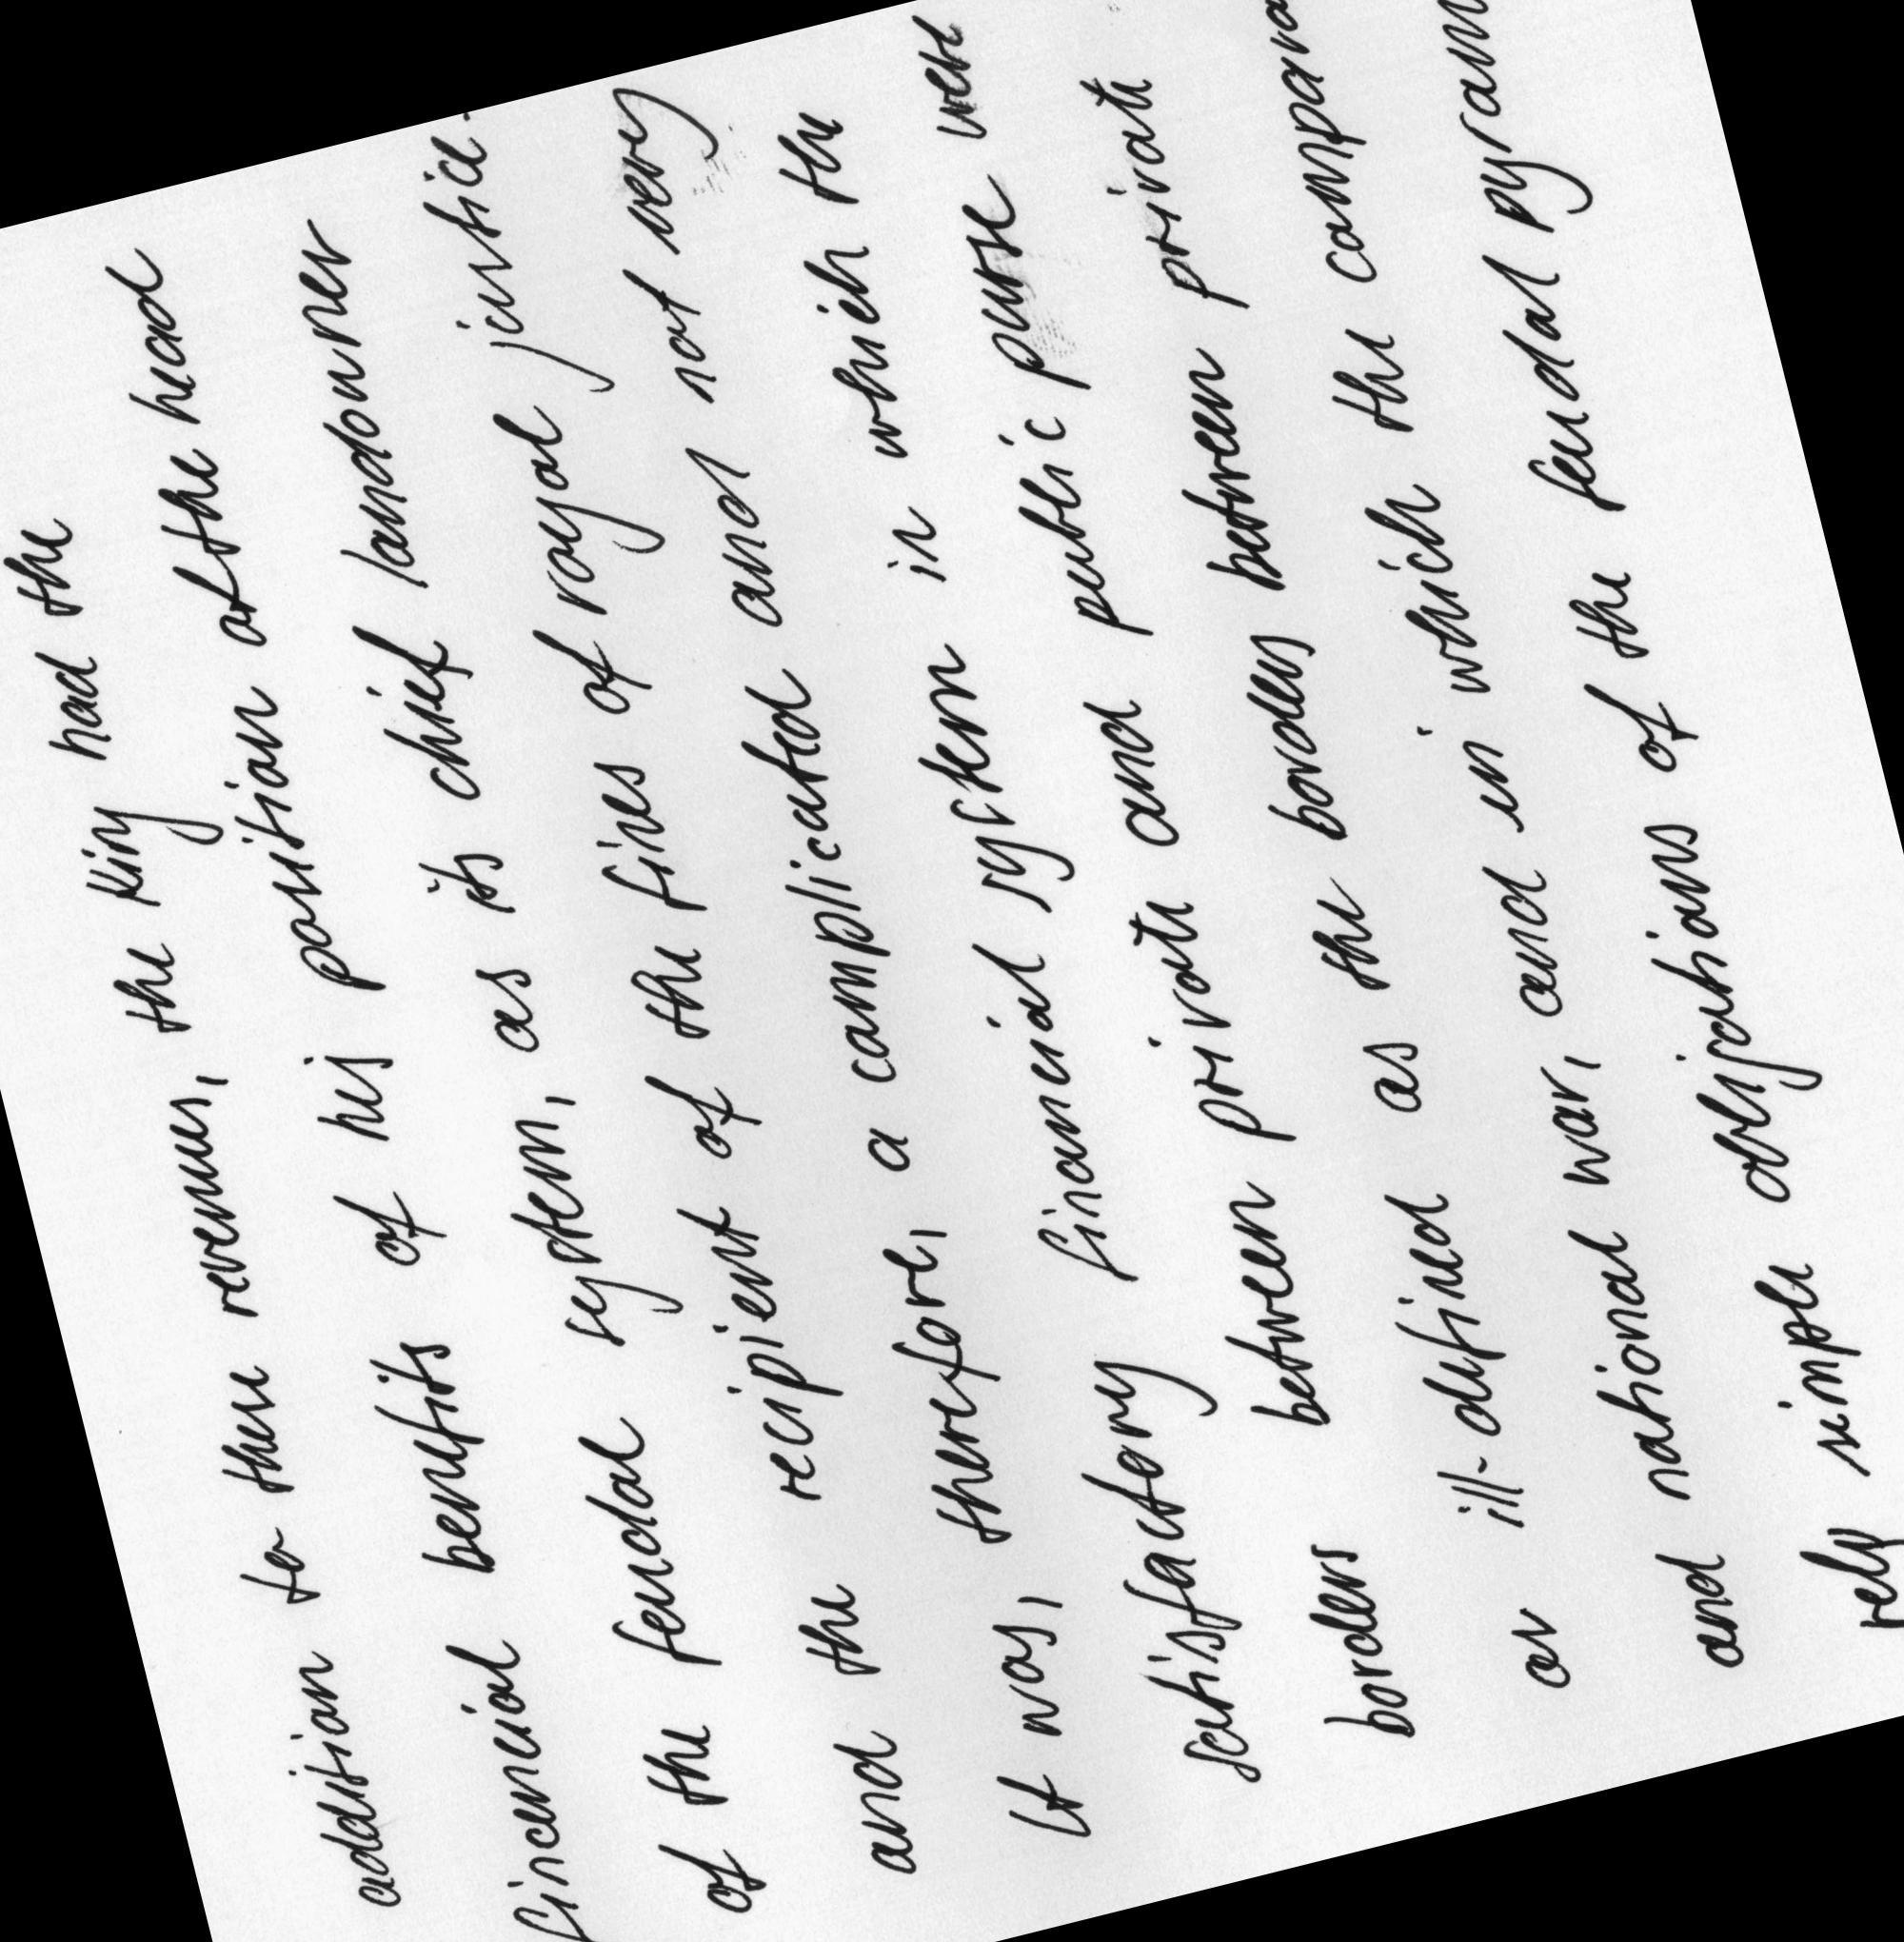 addition to these revenues, the King had the
financial benefits of his position at the head
of the feudal system, as its chief landowner
and the recipient of the fines of royal justice.
It was, therefore, a complicated and not very
satisfactory financial system in which the
borders between private and public purse were
as ill-defined as the borders between private
and national war, and in which the compara
rely simple obligations of the feudal pyram